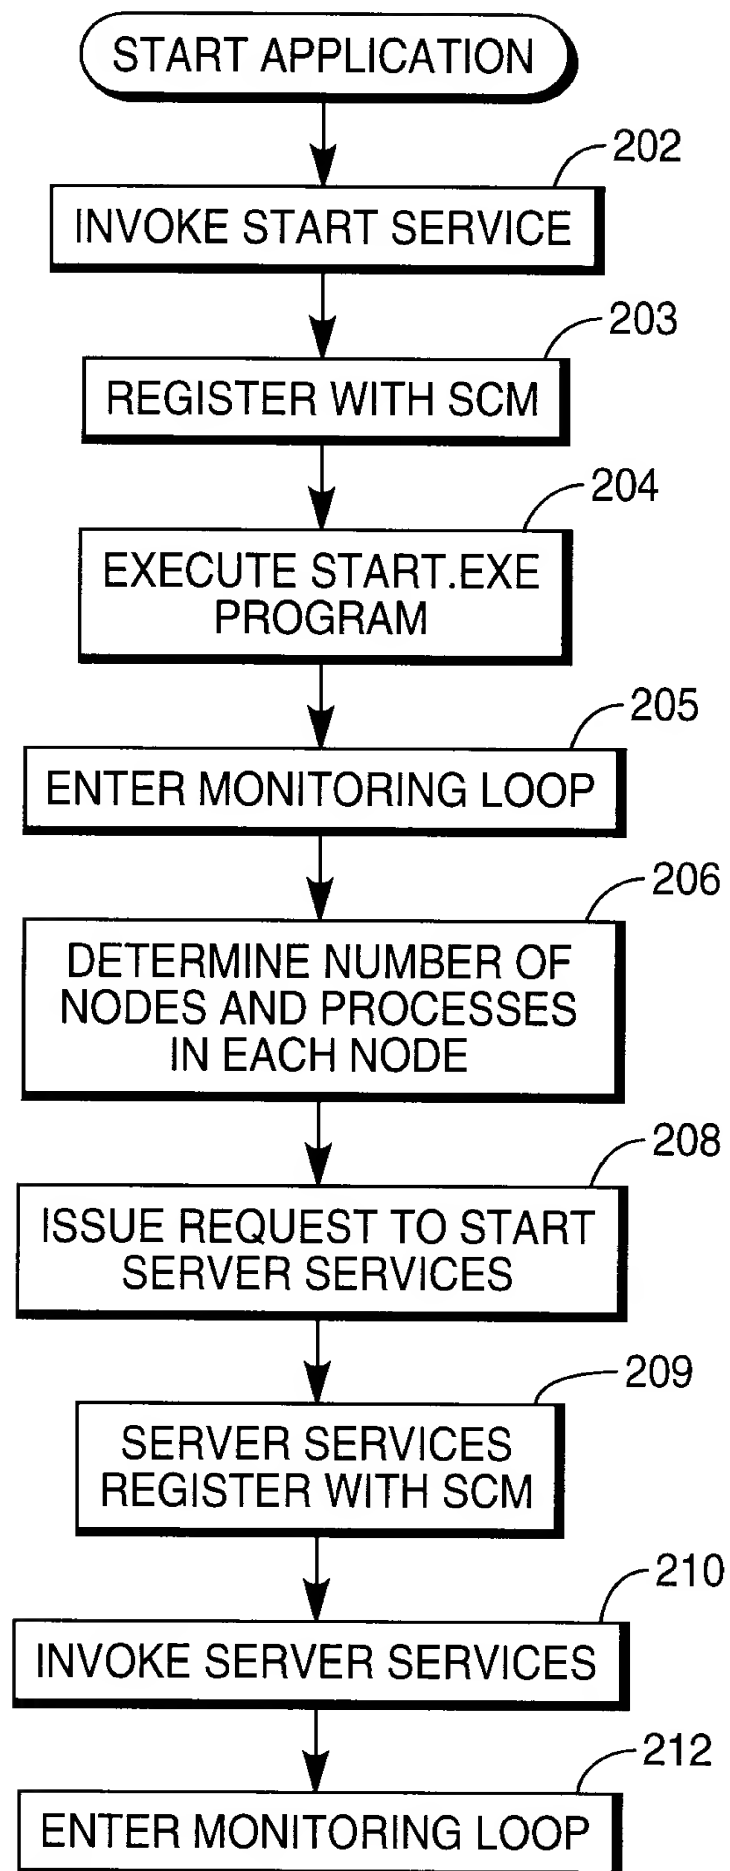 START APPLICATION
202
INVOKE START SERVICE
203
REGISTER WITH SCM
204
EXECUTE START.EXE
PROGRAM
205
ENTER MONITORING LOOP
206
DETERMINE NUMBER OF
NODES AND PROCESSES
IN EACH NODE
208
ISSUE REQUEST TO START
SERVER SERVICES
209
SERVER SERVICES
REGISTER WITH SCM
210
INVOKE SERVER SERVICES
212
ENTER MONITORING LOOP